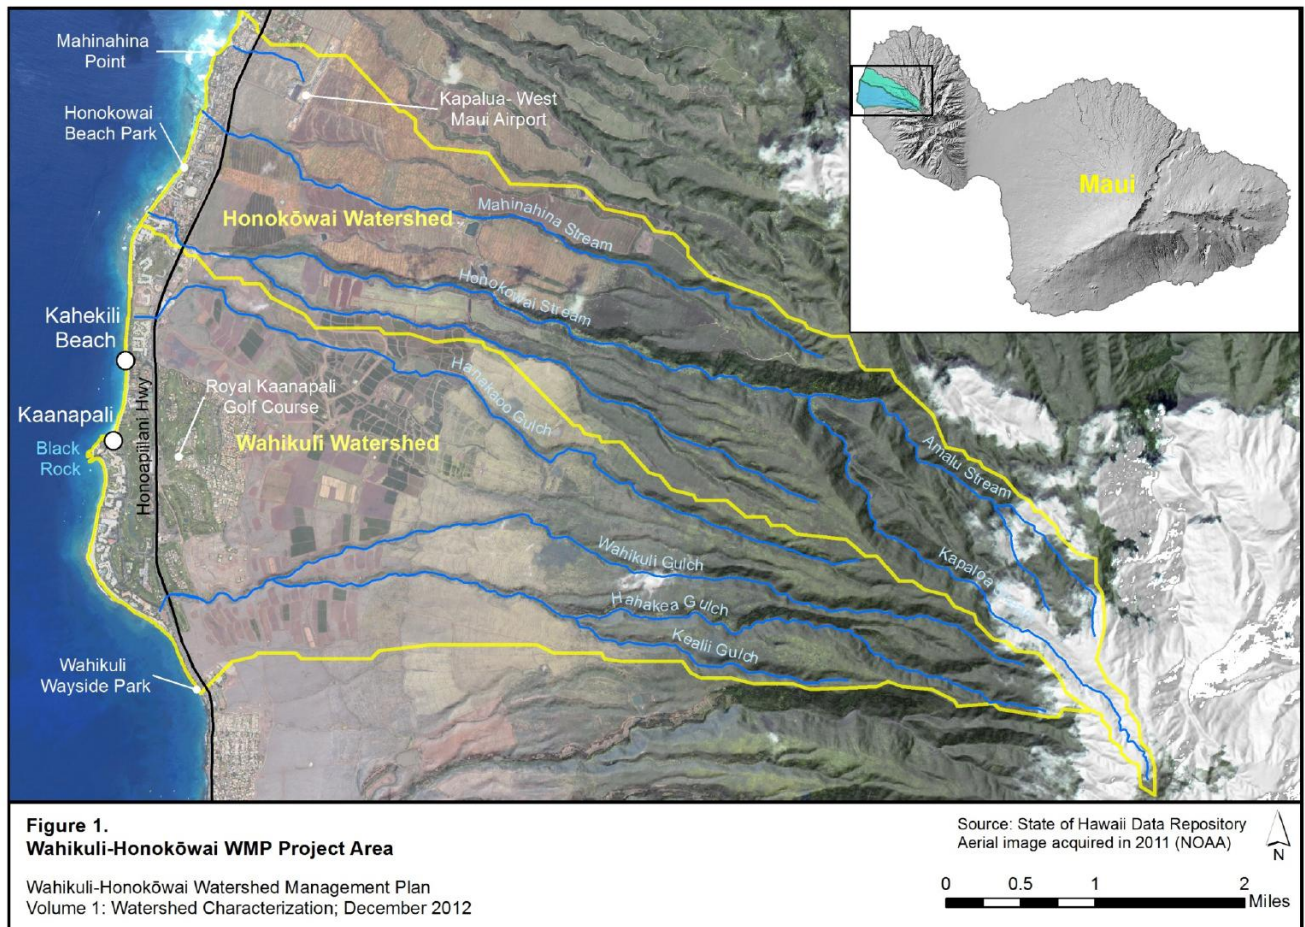 Mahinahina
Point
Honokowai
Beach Park
Kapalua- West
Maui Airport
Maui
Honokōwai Watershed
Mahinahina Stream
Honokowai Stream
Kahekili
Beach
Hanakaoo Gulch
Royal Kaanapali
Golf Course
Kaanapali
Wahikuli Watershed
Black
Rock
Honoapiilani Hwy
Amalu Stream
Kapaloa
Wahikuli Gulch
Hahakea Gulch
Kealii Gulch
Wahikuli
Wayside Park
Figure 1.
Wahikuli-Honokōwai WMP Project Area
Wahikuli-Honokōwai Watershed Management Plan
Volume 1: Watershed Characterization; December 2012
Source: State of Hawaii Data Repository
Aerial image acquired in 2011 (NOAA)
N
0 0.5 1 2
Miles